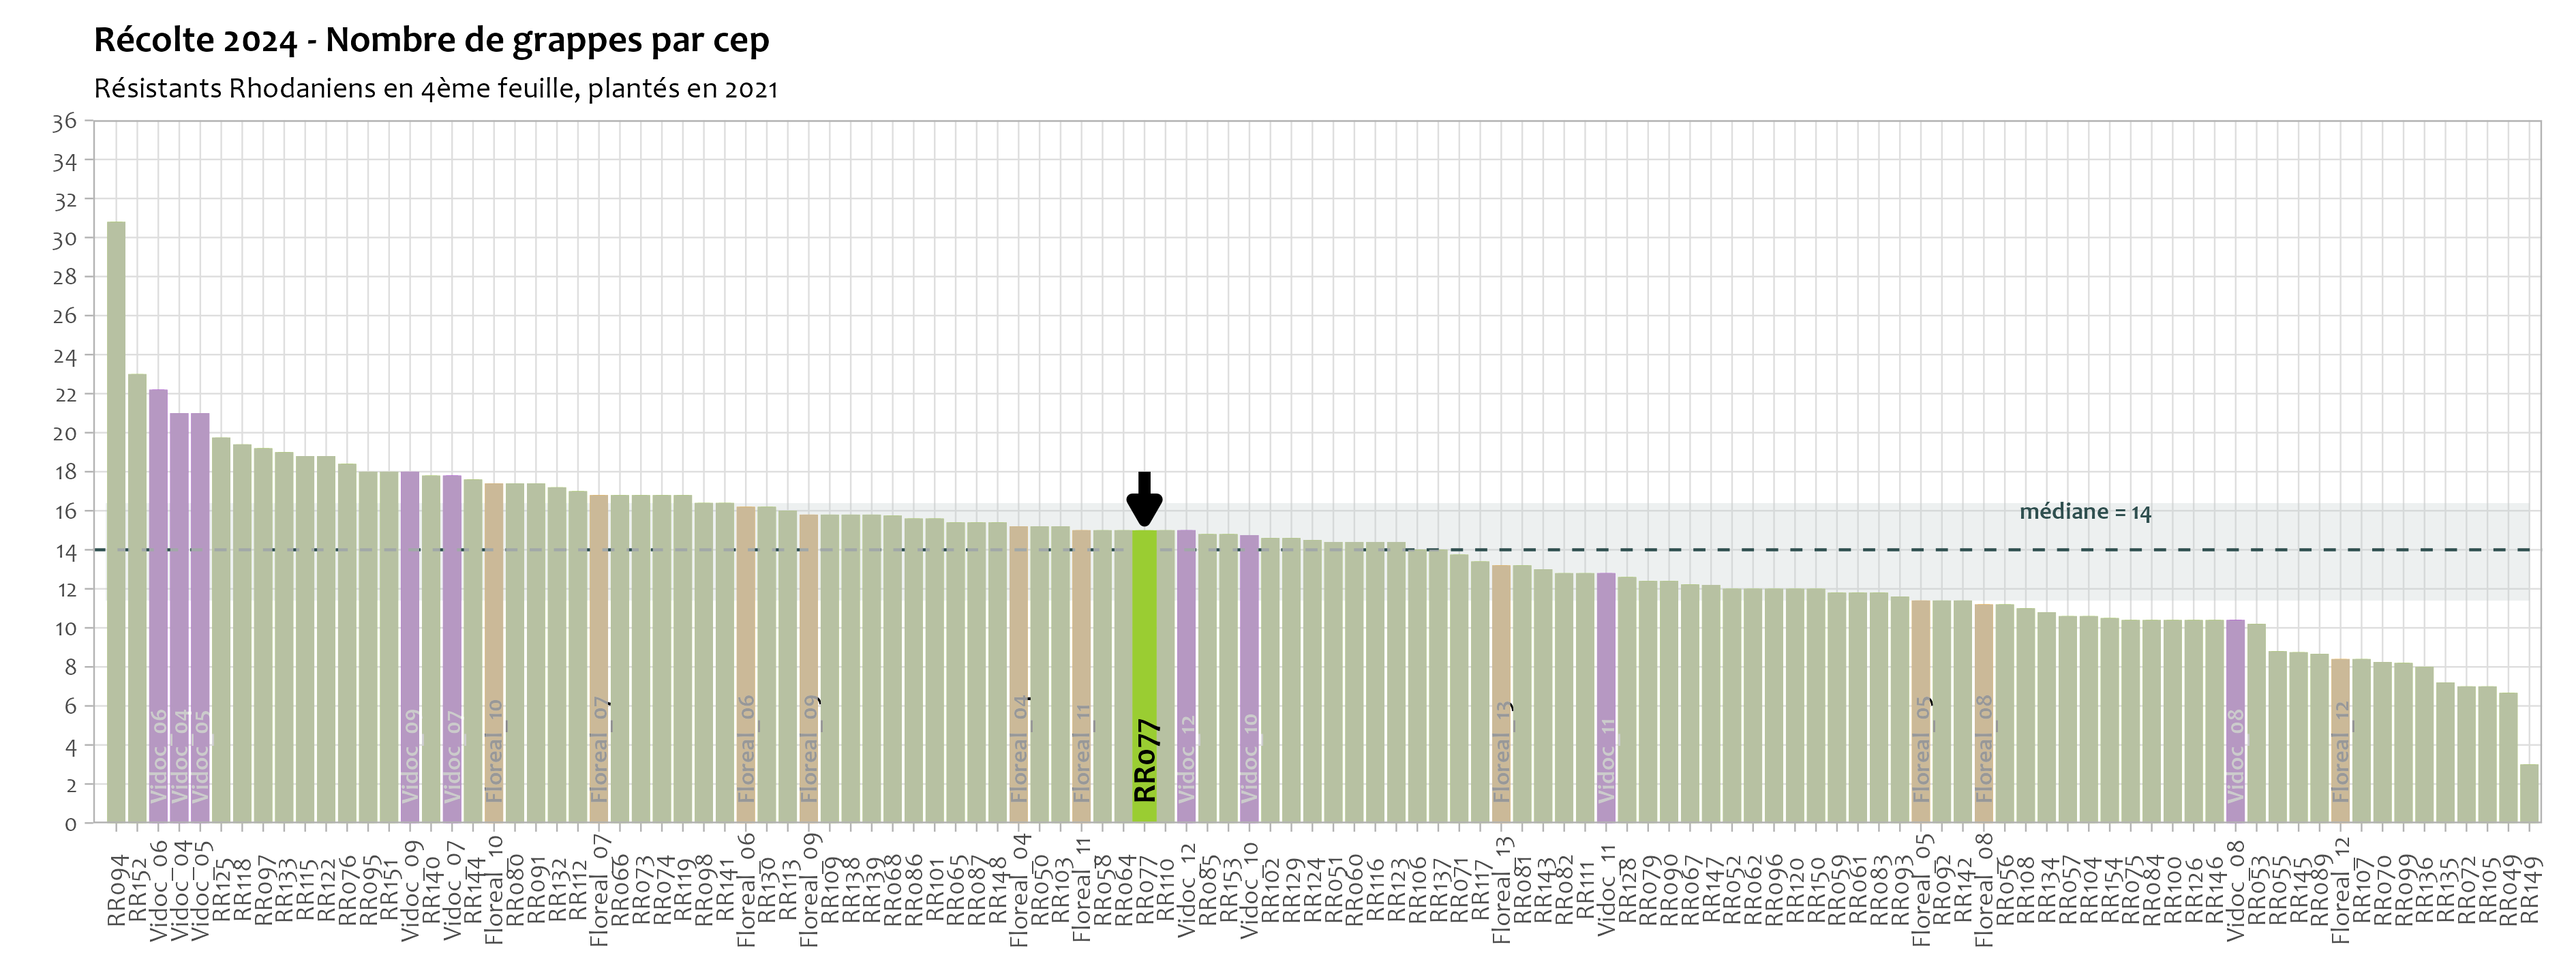 Récolte 2024 - Nombre de grappes par cep
Résistants Rhodaniens en 4ème feuille, plantés en 2021
36
34
32
30
28
26
24
22
20
18
16
14
12
10
8
6
4
2
0
médiane = 14
Vidoc_06
Vidoc_04
Vidoc_05
Vidoc_09
Vidoc_07
Floreal_10
Floreal_07
Floreal_06
Floreal_09
Floreal_04
Floreal_11
RR077
Vidoc_12
Vidoc_10
Floreal_13
Vidoc_11
Floreal_05
Floreal_08
Vidoc_08
Floreal_12
RR094
RR152
Vidoc_06
Vidoc_04
Vidoc_05
RR125
RR118
RR097
RR133
RR115
RR122
RR076
RR095
RR151
Vidoc_09
RR140
Vidoc_07
RR144
Floreal_10
RR080
RR091
RR132
RR112
Floreal_07
RR066
RR073
RR074
RR119
RR098
RR141
Floreal_06
RR130
RR113
Floreal_09
RR109
RR138
RR139
RR068
RR086
RR101
RR065
RR087
RR148
Floreal_04
RR050
RR103
Floreal_11
RR058
RR064
RR077
RR110
Vidoc_12
RR085
RR153
Vidoc_10
RR102
RR129
RR124
RR051
RR060
RR116
RR123
RR106
RR137
RR071
RR117
Floreal_13
RR081
RR143
RR082
RR111
Vidoc_11
RR128
RR079
RR090
RR067
RR147
RR052
RR062
RR096
RR120
RR150
RR059
RR061
RR083
RR093
Floreal_05
RR092
RR142
Floreal_08
RR056
RR108
RR134
RR057
RR104
RR154
RR075
RR084
RR100
RR126
RR146
Vidoc_08
RR053
RR055
RR145
RR089
Floreal_12
RR107
RR070
RR099
RR136
RR135
RR072
RR105
RR049
RR149